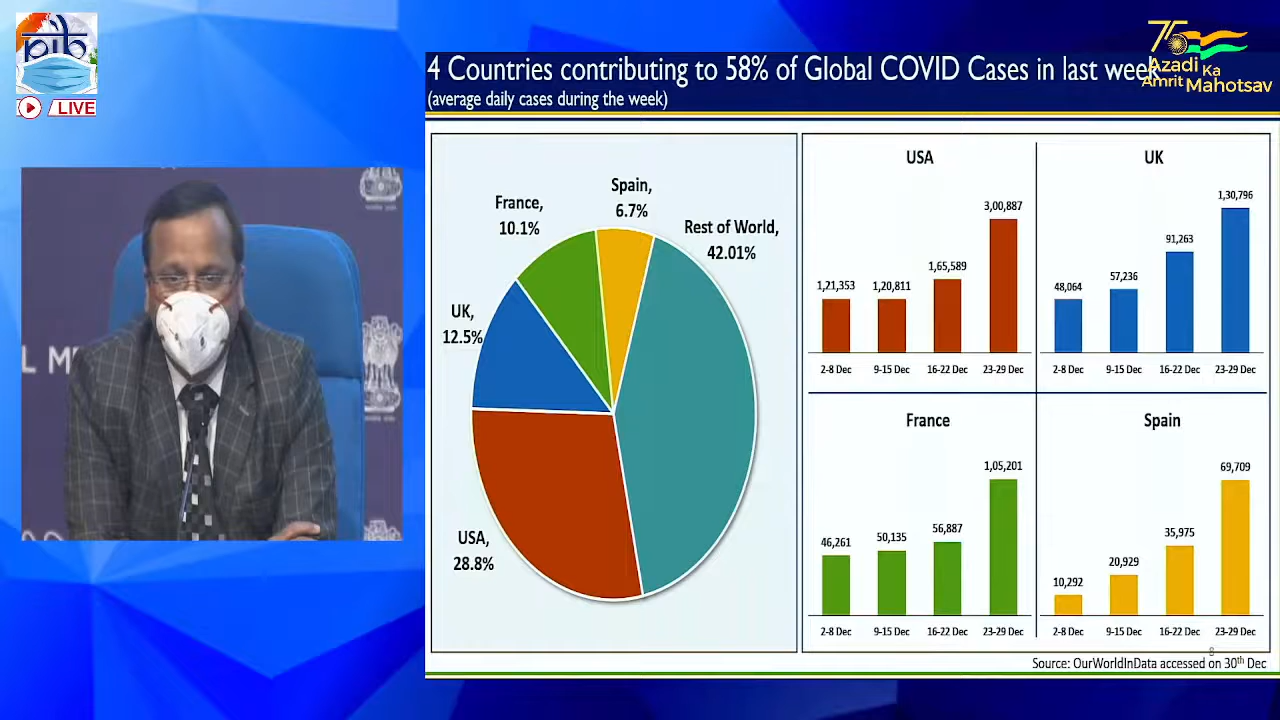 pib
LIVE
75
Azadi
Ka
Amrit Mahotsav
4 Countries contributing to 58% of Global COVID Cases in last week
(average daily cases during the week)
Spain,
6.7%
France,
10.1%
Rest of World,
42.01%
UK,
12.5%
USA,
28.8%
USA
1,21,353
1,20,811
1,65,589
3,00,887
2-8 Dec
9-15 Dec
16-22 Dec
23-29 Dec
UK
48,064
57,236
91,263
1,30,796
2-8 Dec
9-15 Dec
16-22 Dec
23-29 Dec
France
46,261
50,135
56,887
1,05,201
2-8 Dec
9-15 Dec
16-22 Dec
23-29 Dec
Spain
10,292
20,929
35,975
69,709
2-8 Dec
9-15 Dec
16-22 Dec
23-29 Dec
8
Source: OurWorldInData accessed on 30th Dec
L M